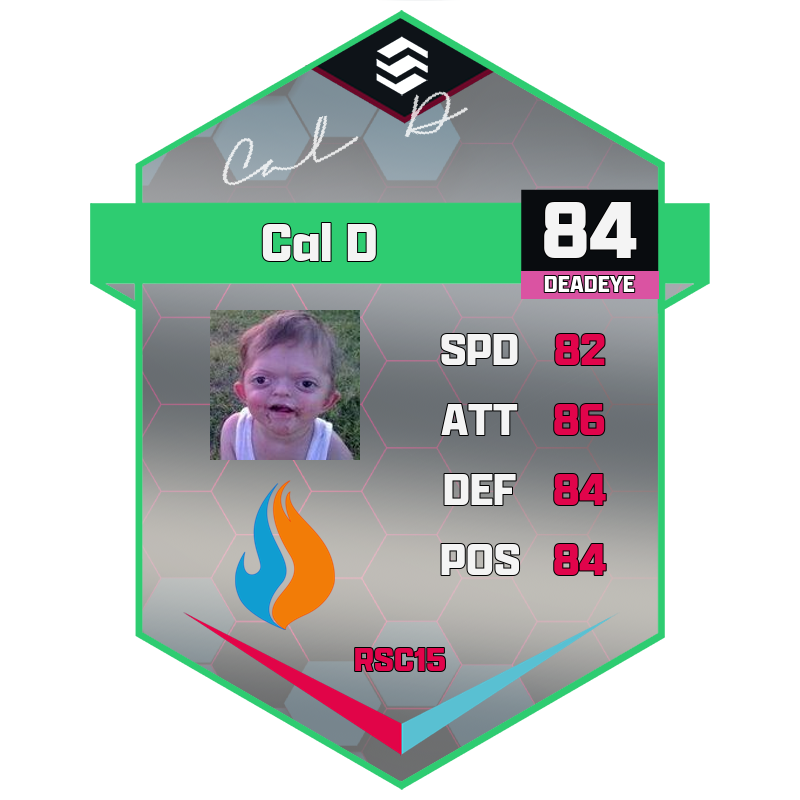 Cal D
Cal D 84
DEADEYE
SPD 82
ATT 86
DEF 84
POS 84
RSC15